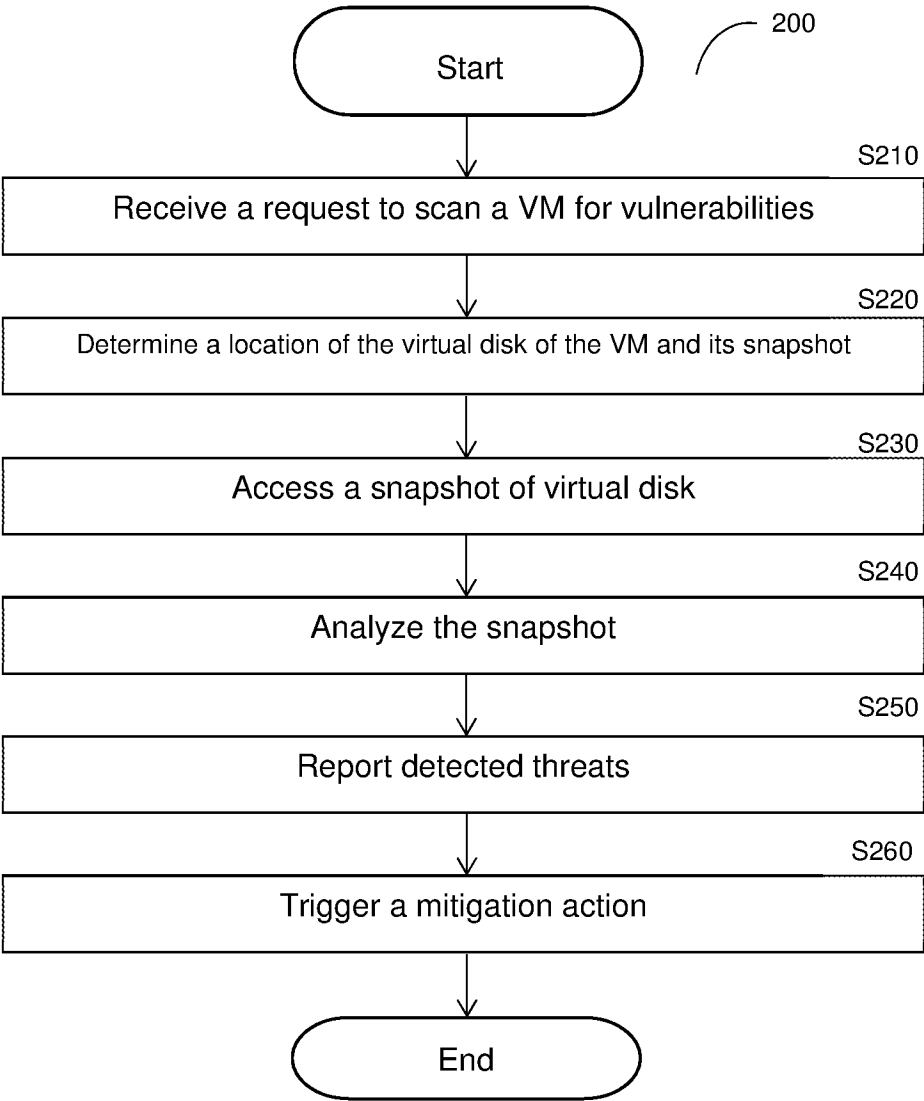 200
Start
S210
Receive a request to scan a VM for vulnerabilities
S220
Determine a location of the virtual disk of the VM and its snapshot
S230
Access a snapshot of virtual disk
S240
Analyze the snapshot
S250
Report detected threats
S260
Trigger a mitigation action
End